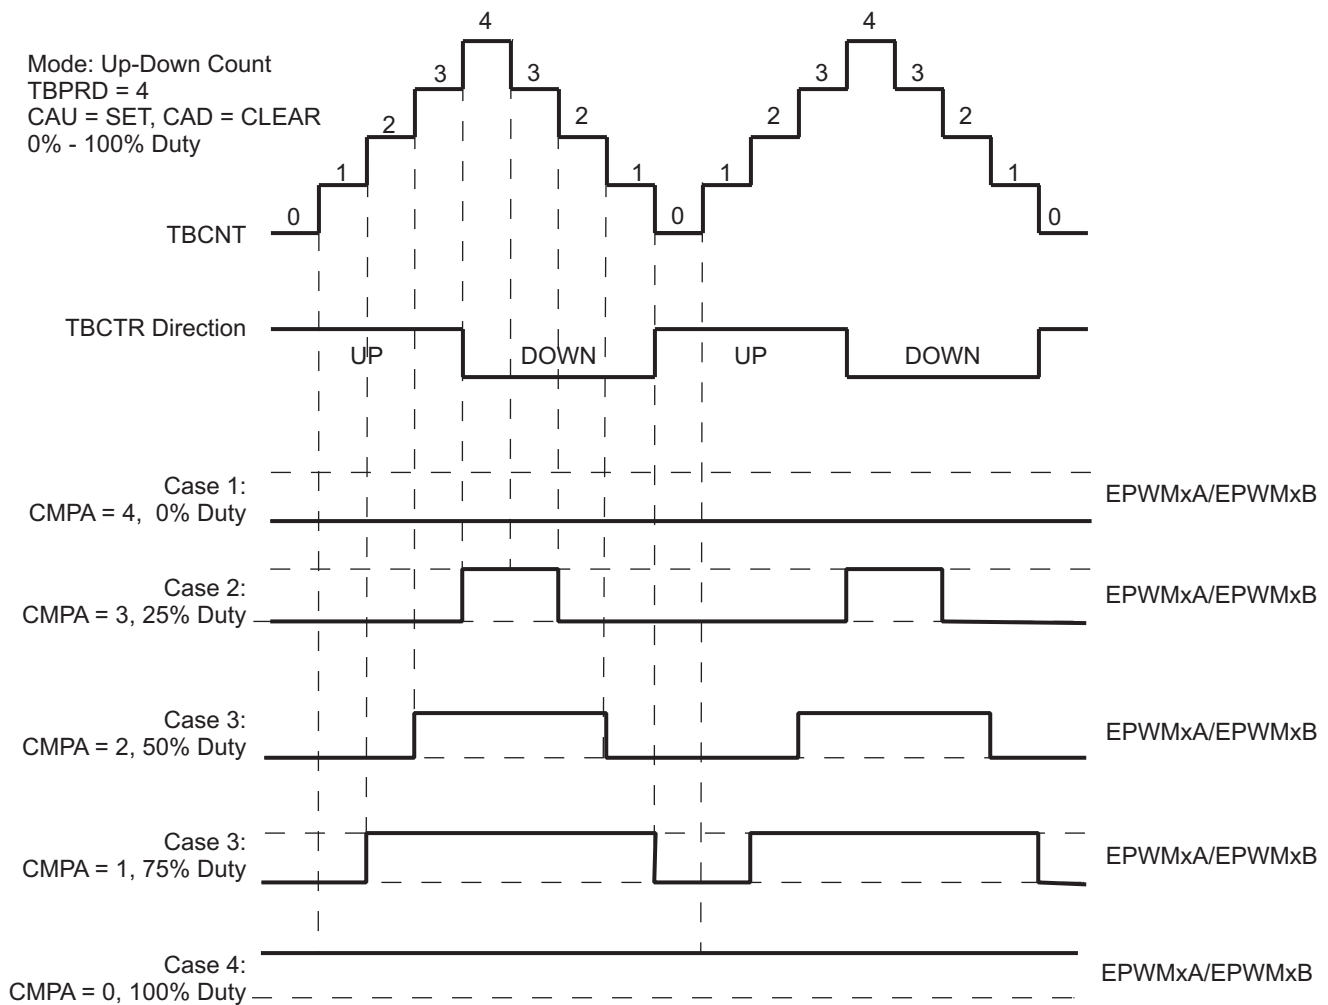 4
4
Mode: Up-Down Count
TBPRD = 4
CAU = SET, CAD = CLEAR
0% - 100% Duty
3
3
3
3
2
2
2
2
1
1
1
1
0
0
0
TBCNT
TBCTR Direction
UP
DOWN
UP
DOWN
Case 1:
CMPA = 4, 0% Duty
EPWMxA/EPWMxB
Case 2:
CMPA = 3, 25% Duty
EPWMxA/EPWMxB
Case 3:
CMPA = 2, 50% Duty
EPWMxA/EPWMxB
Case 3:
CMPA = 1, 75% Duty
EPWMxA/EPWMxB
Case 4:
CMPA = 0, 100% Duty
EPWMxA/EPWMxB